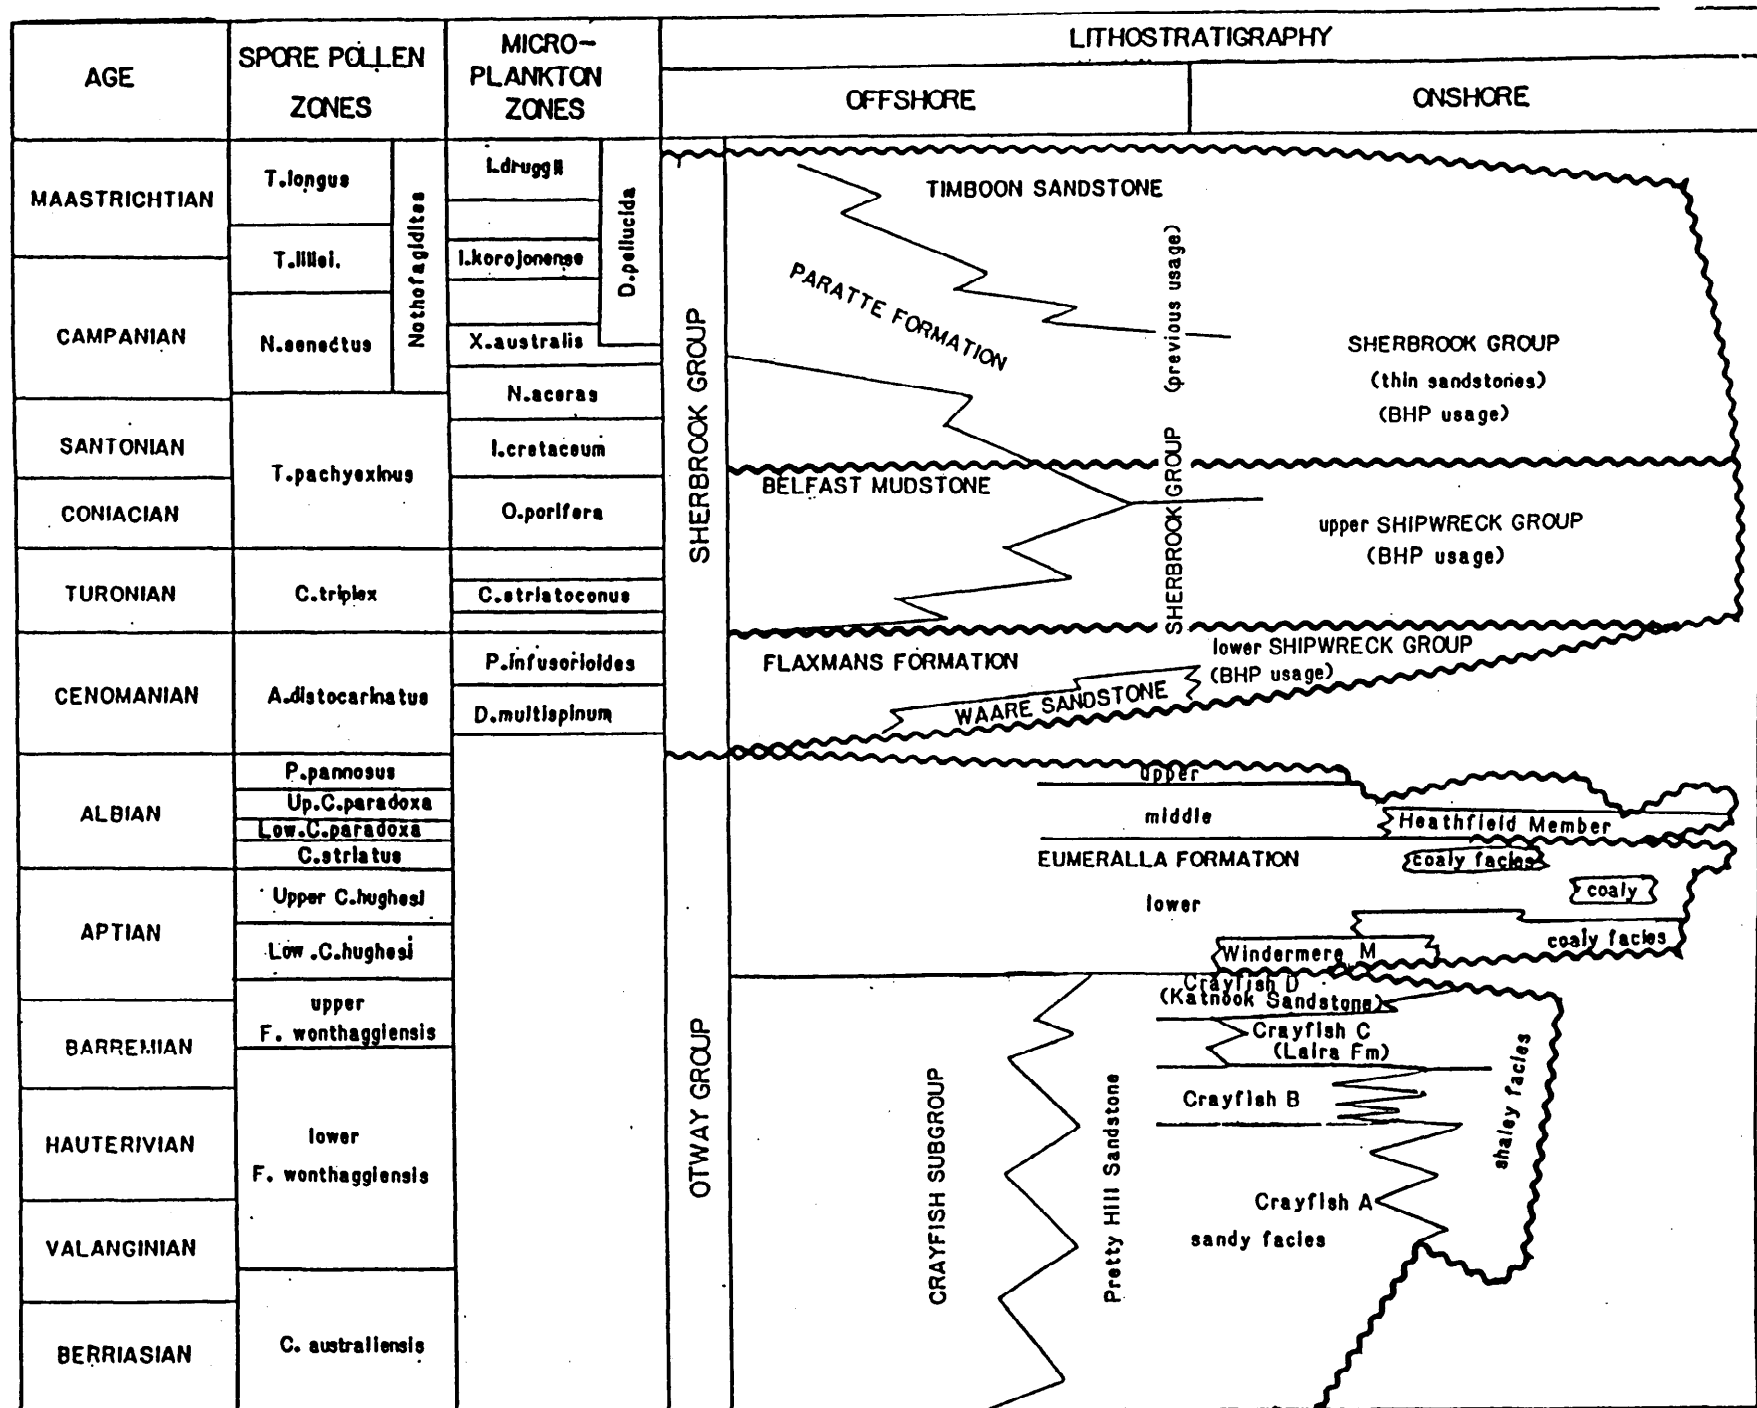 AGE
SPORE POLLEN
ZONES
MICRO-
PLANKTON
ZONES
LITHOSTRATIGRAPHY
OFFSHORE
ONSHORE
MAASTRICHTIAN
CAMPANIAN
SANTONIAN
CONIACIAN
TURONIAN
CENOMANIAN
ALBIAN
APTIAN
BARREMIAN
HAUTERIVIAN
VALANGINIAN
BERRIASIAN
T.longus
T.lillei.
N.senectus
Nothofagidites
T.pachyexinus
C.triplex
A.distocarinatus
P.pannosus
Up.C.paradoxa
Low.C.paradoxa
C.striatus
Upper C.hughesi
Low.C.hughesi
upper
F. wonthaggiensis
lower
F. wonthaggiensis
C. australiensis
I.druggii
I.korojonense
X.australis
D.pellucida
N.aceras
I.cretaceum
O.porifera
C.striatoconus
P.infusorioides
D.multispinum
SHERBROOK GROUP
OTWAY GROUP
TIMBOON SANDSTONE
PARATTE FORMATION
SHERBROOK GROUP (previous usage)
SHERBROOK GROUP
(thin sandstones)
(BHP usage)
BELFAST MUDSTONE
upper SHIPWRECK GROUP
(BHP usage)
FLAXMANS FORMATION
lower SHIPWRECK GROUP
(BHP usage)
WAARE SANDSTONE
upper
middle
Heathfield Member
EUMERALLA FORMATION
coaly facies
coaly
lower
coaly facies
Windermere M
Crayfish D
(Katnook Sandstone)
Crayfish C
(Laira Fm)
Crayfish B
Crayfish A
sandy facies
shaley facies
CRAYFISH SUBGROUP
Pretty Hill Sandstone